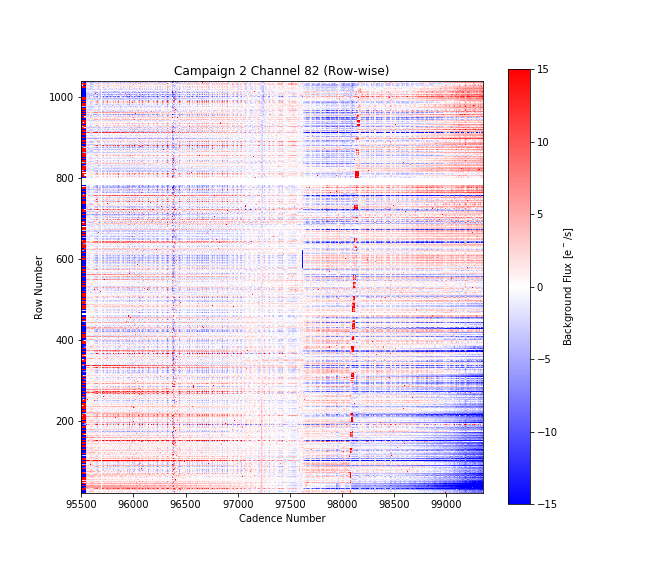 Campaign 2 Channel 82 (Row-wise)
1000
800
600
400
200
Row Number
95500 96000 96500 97000 97500 98000 98500 99000
Cadence Number
15
10
5
0
−5
−10
−15
Background Flux [e⁻/s]